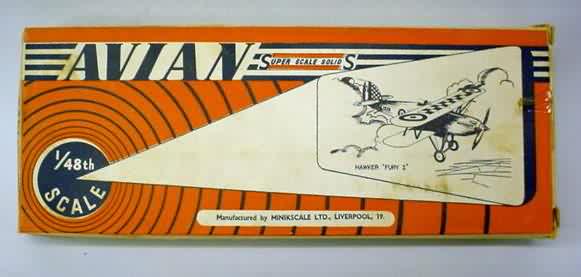 AVIAN
SUPER SCALE SOLIDS
HAWKER 'FURY I'
1/48th
SCALE
Manufactured by MINIKSCALE LTD., LIVERPOOL, 19.